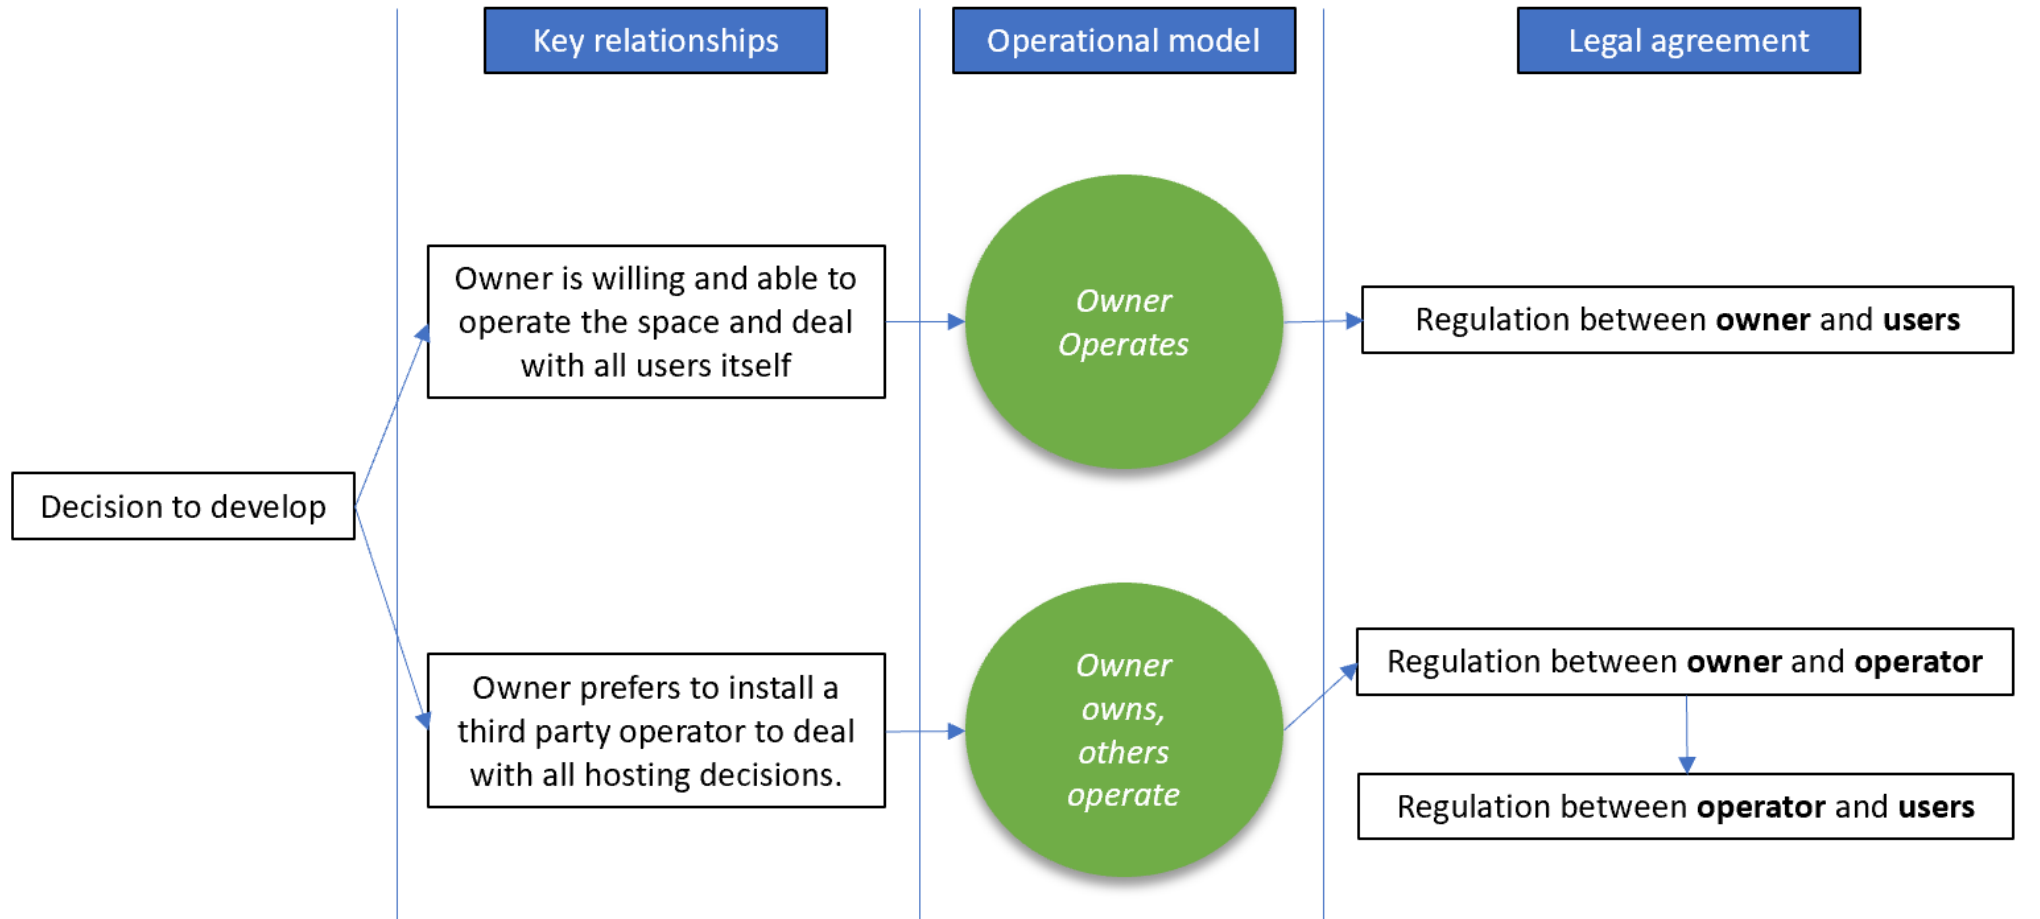 Key relationships
Operational model
Legal agreement
Decision to develop
Owner is willing and able to
operate the space and deal
with all users itself
Owner
Operates
Regulation between owner and users
Owner prefers to install a
third party operator to deal
with all hosting decisions.
Owner
owns,
others
operate
Regulation between owner and operator
Regulation between operator and users